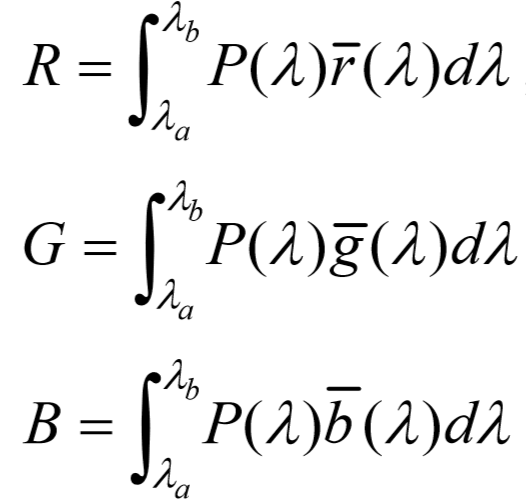 R = ∫_{λ_a}^{λ_b} P(λ) r̅(λ)dλ
G = ∫_{λ_a}^{λ_b} P(λ) g̅(λ)dλ
B = ∫_{λ_a}^{λ_b} P(λ) b̅(λ)dλ